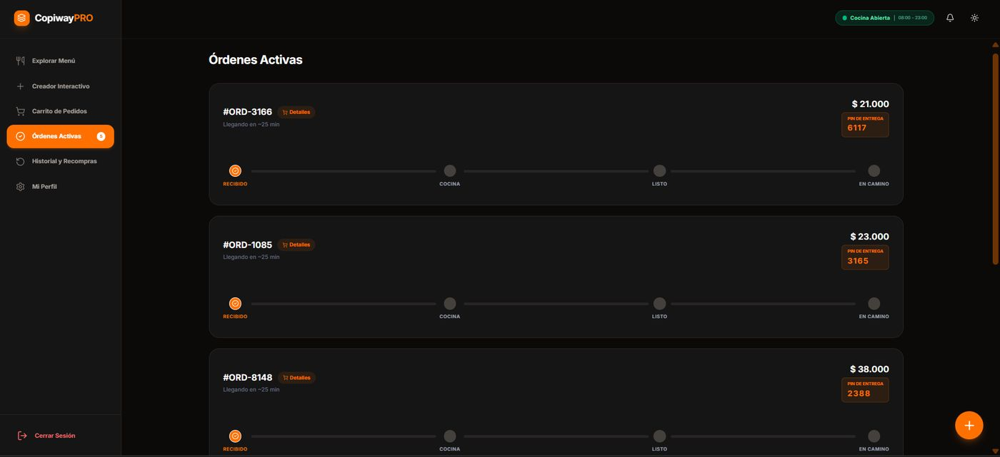 CopiwayPRO
Cocina Abierta | 08:00 - 23:00
Explorar Menú
Creador Interactivo
Carrito de Pedidos
Órdenes Activas 5
Historial y Recompras
Mi Perfil
Cerrar Sesión
Órdenes Activas
#ORD-3166 Detalles
Llegando en ~25 min
$ 21.000
PIN DE ENTREGA
6117
RECIBIDO COCINA LISTO EN CAMINO
#ORD-1085 Detalles
Llegando en ~25 min
$ 23.000
PIN DE ENTREGA
3165
RECIBIDO COCINA LISTO EN CAMINO
#ORD-8148 Detalles
Llegando en ~25 min
$ 38.000
PIN DE ENTREGA
2388
RECIBIDO COCINA LISTO EN CAMINO